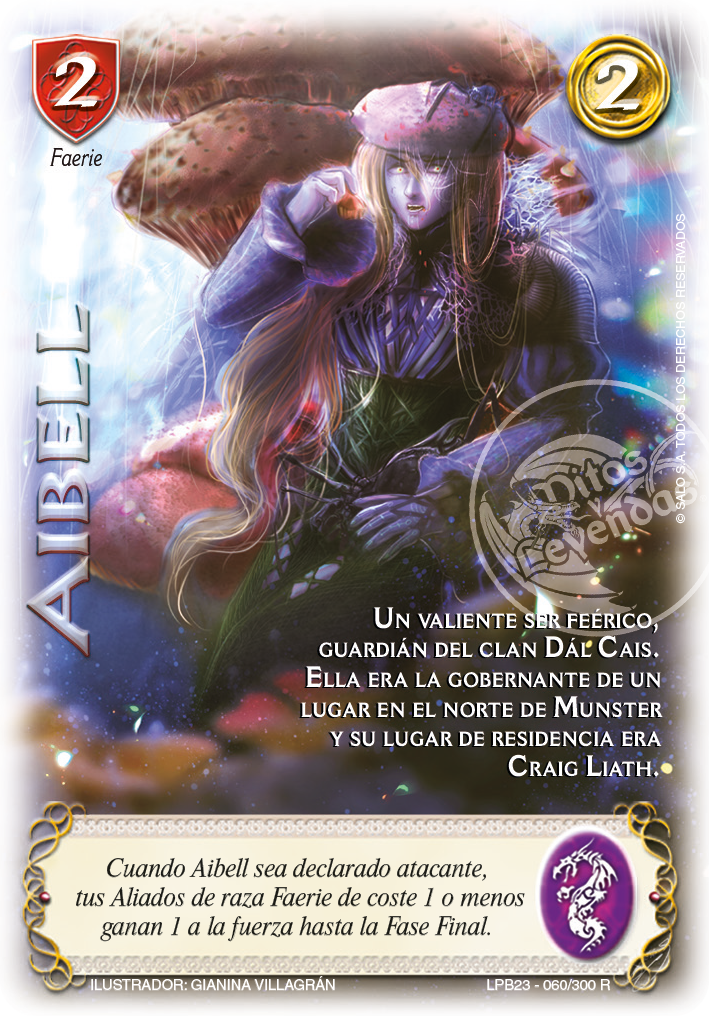 2
2
Faerie
AIBELL
© SALO S.A. TODOS LOS DERECHOS RESERVADOS
Mitos
y
Leyendas
UN VALIENTE SER FEÉRICO,
GUARDIÁN DEL CLAN DÁL CAIS.
ELLA ERA LA GOBERNANTE DE UN
LUGAR EN EL NORTE DE MUNSTER
Y SU LUGAR DE RESIDENCIA ERA
CRAIG LIATH.
Cuando Aibell sea declarado atacante,
tus Aliados de raza Faerie de coste 1 o menos
ganan 1 a la fuerza hasta la Fase Final.
ILUSTRADOR: GIANINA VILLAGRÁN
LPB23 - 060/300 R